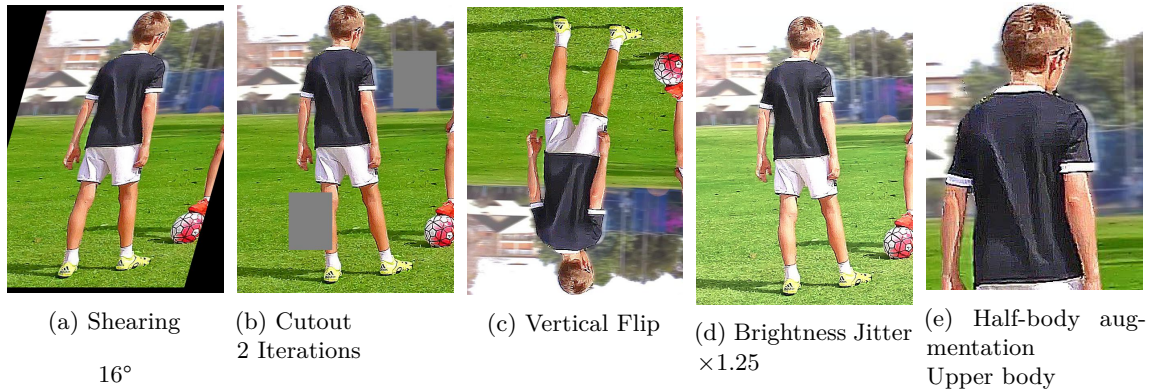 (a) Shearing
16°
(b) Cutout
2 Iterations
(c) Vertical Flip
(d) Brightness Jitter
×1.25
(e) Half-body aug-
mentation
Upper body